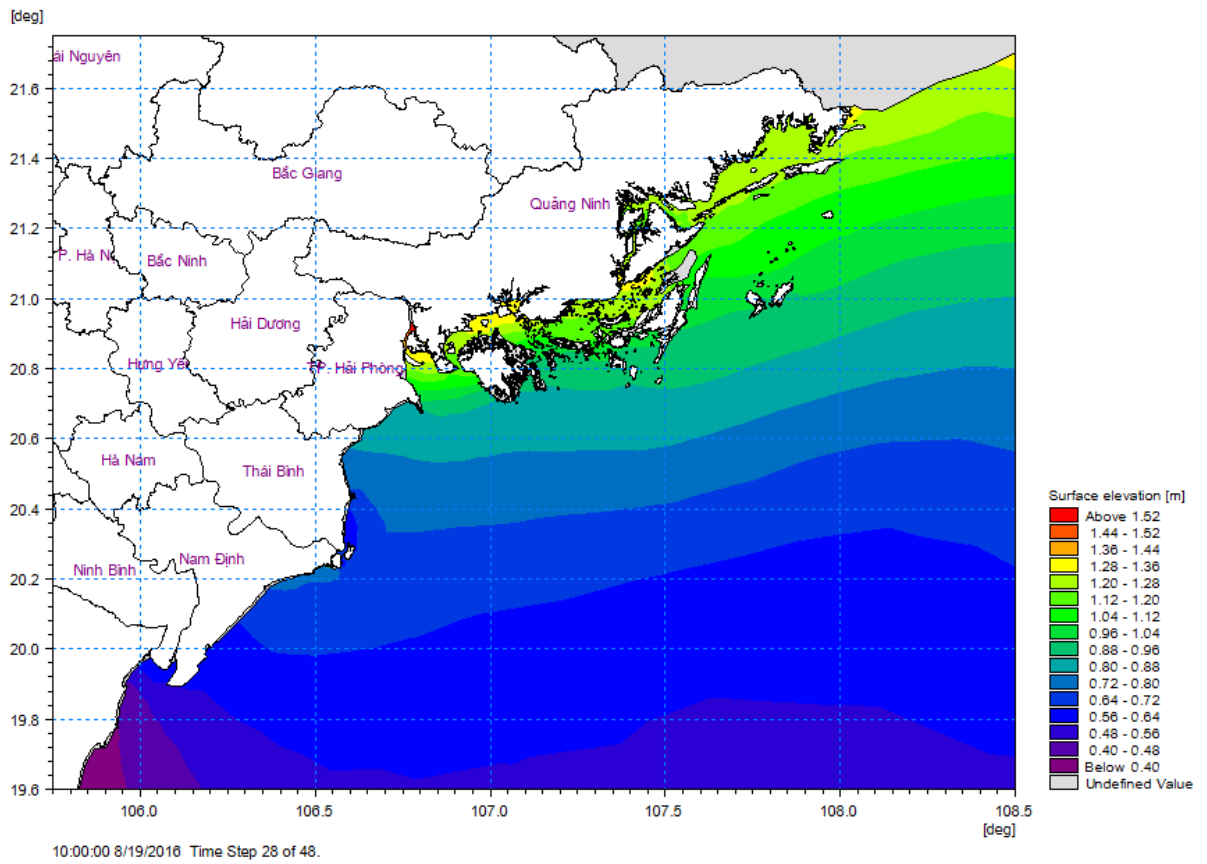 [deg]
ái Nguyên
21.6
21.4
Bắc Giang
Quảng Ninh
21.2
P. Hà N
Bắc Ninh
21.0
Hải Dương
Hưng Yê
TP. Hải Phòng
20.8
20.6
Hà Nam
Thái Bình
20.4
Nam Định
Ninh Bình
20.2
20.0
19.8
19.6
106.0
106.5
107.0
107.5
108.0
108.5
[deg]
Surface elevation [m]
Above 1.52
1.44 - 1.52
1.36 - 1.44
1.28 - 1.36
1.20 - 1.28
1.12 - 1.20
1.04 - 1.12
0.96 - 1.04
0.88 - 0.96
0.80 - 0.88
0.72 - 0.80
0.64 - 0.72
0.56 - 0.64
0.48 - 0.56
0.40 - 0.48
Below 0.40
Undefined Value
10:00:00 8/19/2016 Time Step 28 of 48.